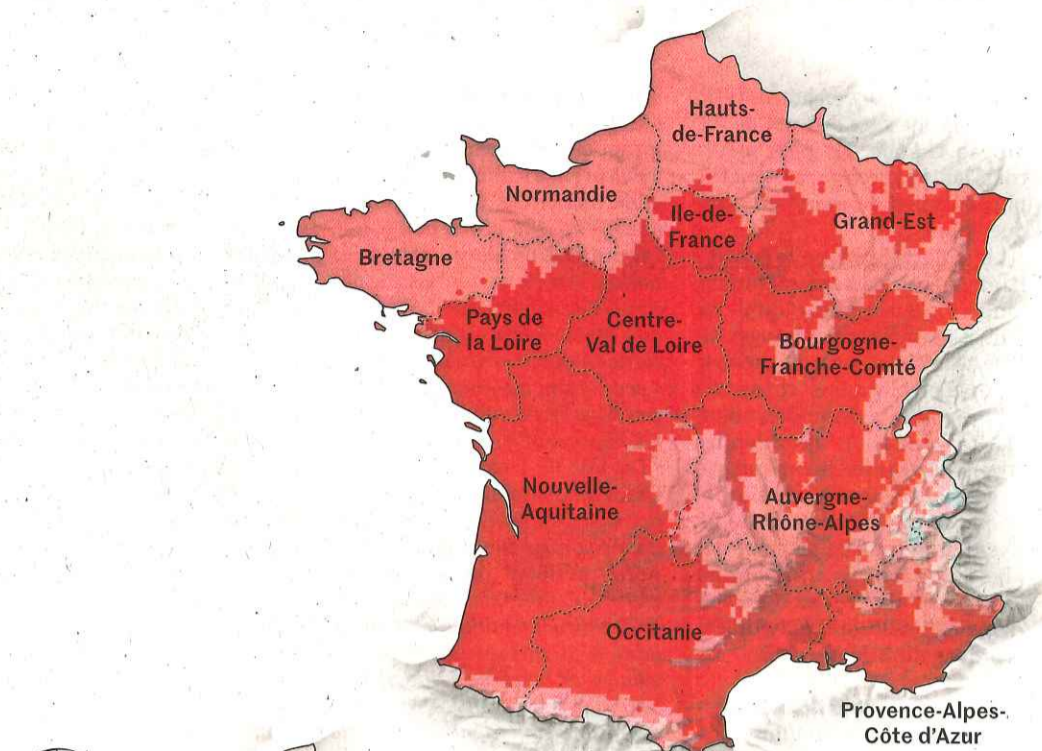 Hauts-
de-France
Normandie
Ile-de-
France
Grand-Est
Bretagne
Pays de
la Loire
Centre-
Val de Loire
Bourgogne-
Franche-Comté
Nouvelle-
Aquitaine
Auvergne-
Rhône-Alpes
Occitanie
Provence-Alpes-
Côte d'Azur